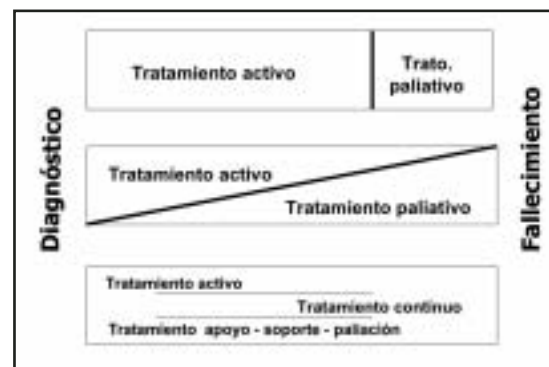 Diagnóstico
Tratamiento activo
Trato.
paliativo
Tratamiento activo
Tratamiento paliativo
Tratamiento activo
Tratamiento continuo
Tratamiento apoyo - soporte - paliación
Fallecimiento